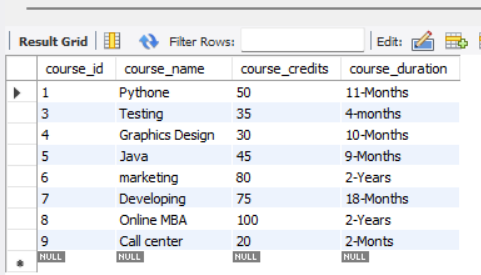 Result Grid Filter Rows: Edit:
course_id course_name course_credits course_duration
1 Pythone 50 11-Months
3 Testing 35 4-months
4 Graphics Design 30 10-Months
5 Java 45 9-Months
6 marketing 80 2-Years
7 Developing 75 18-Months
8 Online MBA 100 2-Years
9 Call center 20 2-Monts
NULL NULL NULL NULL